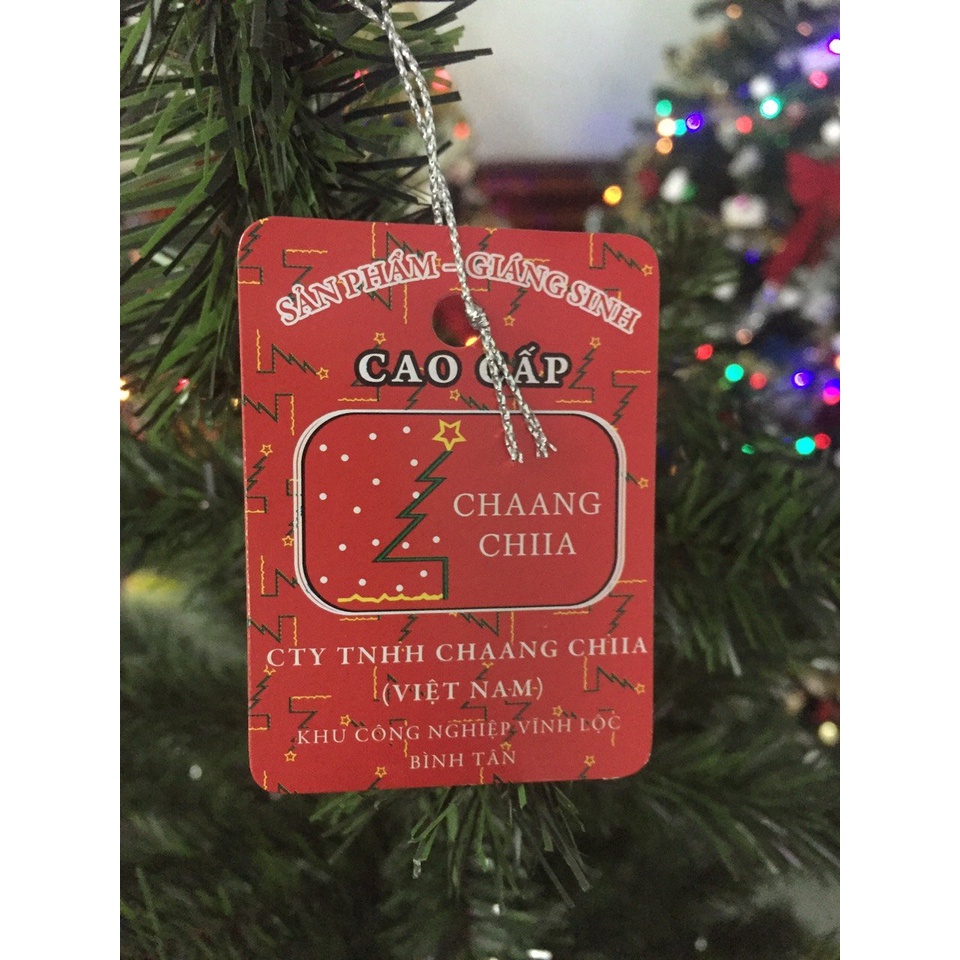 SẢN PHẨM - GIÁNG SINH
CAO CẤP
CHAANG
CHIIA
CTY TNHH CHAANG CHIIA
(VIỆT NAM)
KHU CÔNG NGHIỆP VĨNH LỘC
BÌNH TÂN